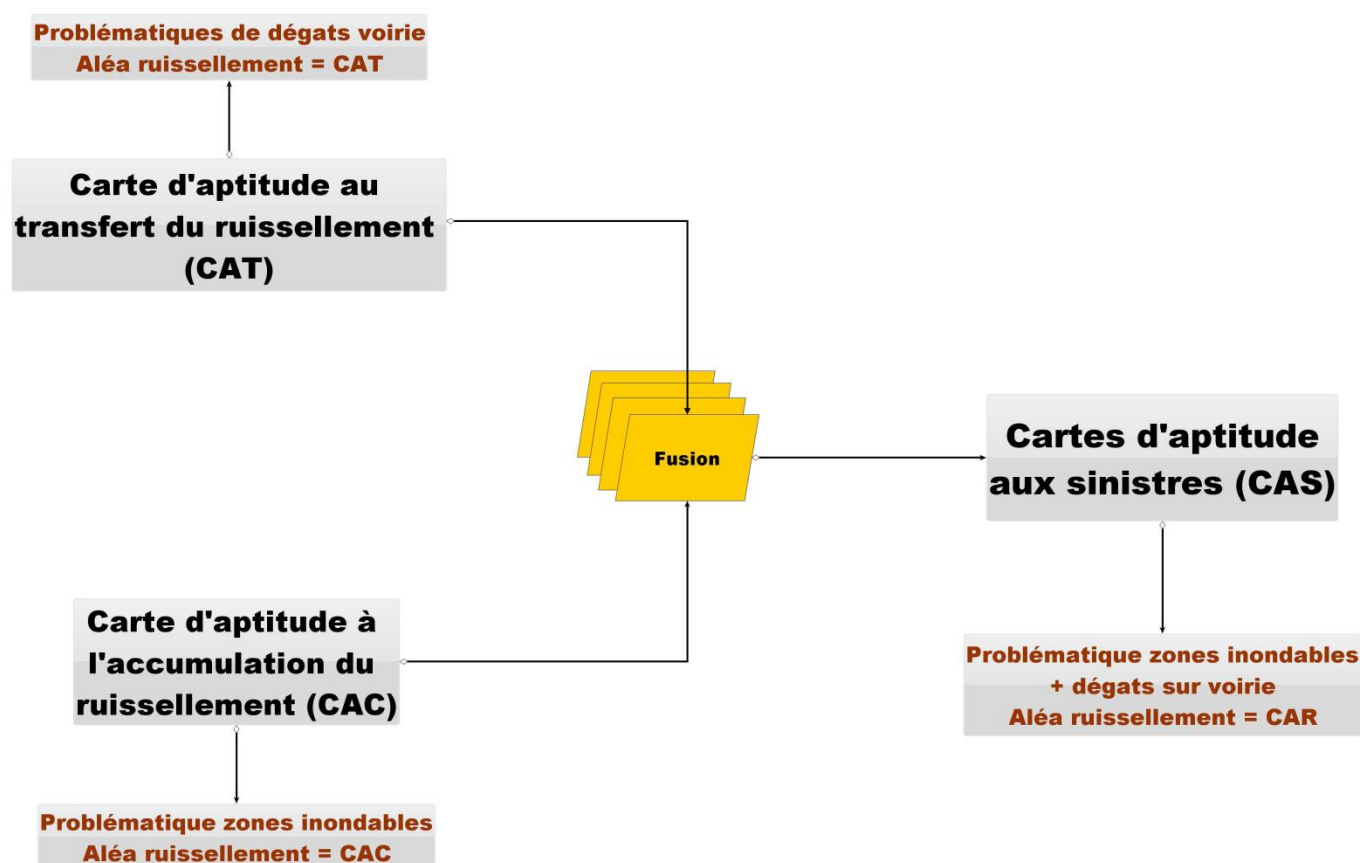 Problématiques de dégats voirie
Aléa ruissellement = CAT
Carte d'aptitude au
transfert du ruissellement
(CAT)
Fusion
Cartes d'aptitude
aux sinistres (CAS)
Carte d'aptitude à
l'accumulation du
ruissellement (CAC)
Problématique zones inondables
+ dégats sur voirie
Aléa ruissellement = CAR
Problématique zones inondables
Aléa ruissellement = CAC